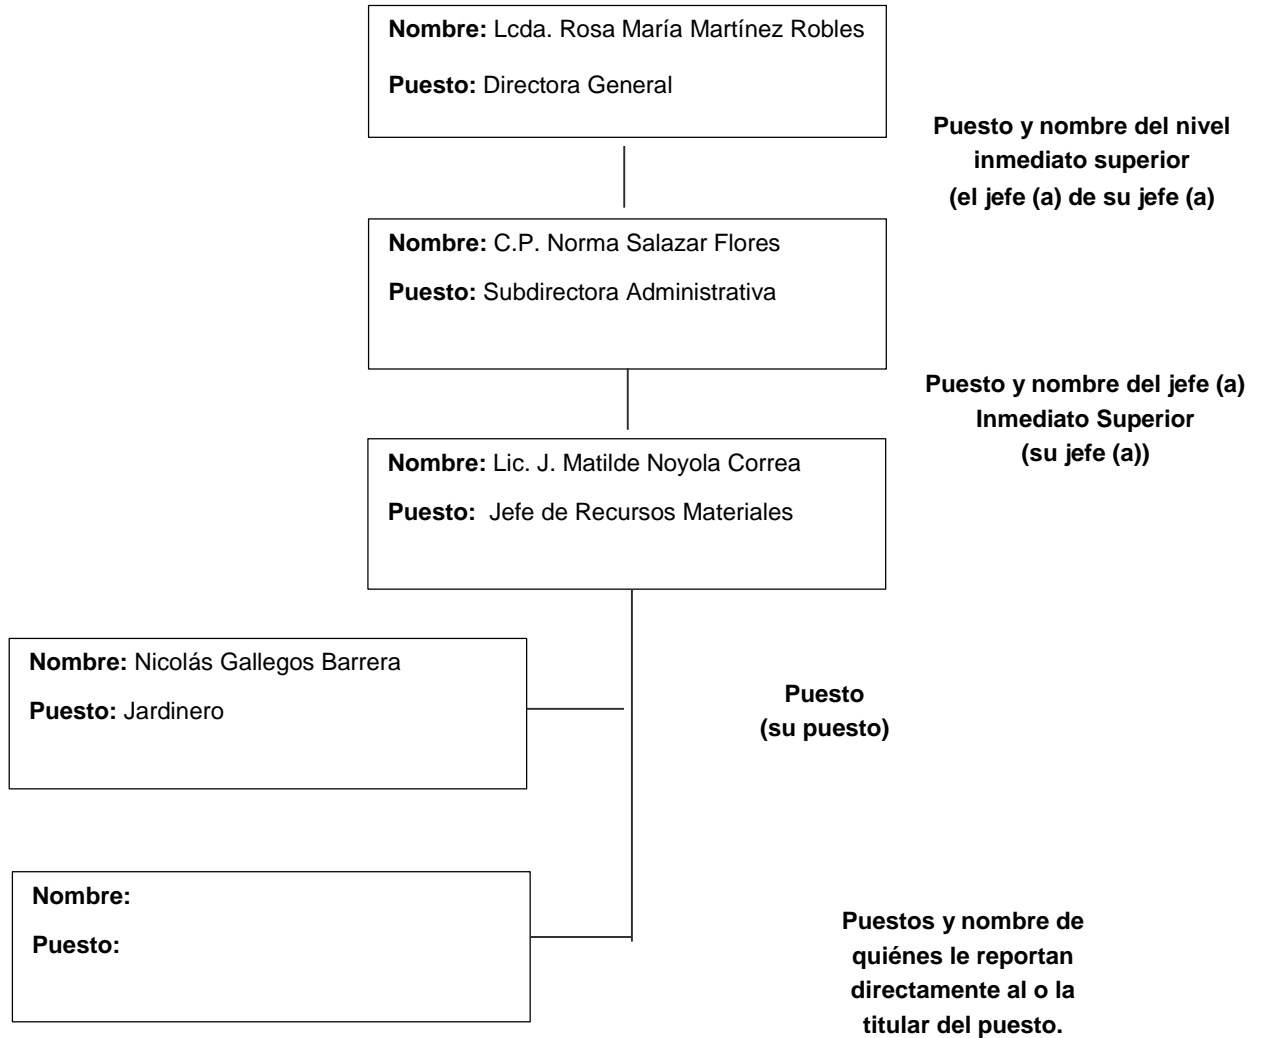 Nombre: Lcda. Rosa María Martínez Robles
Puesto: Directora General
Puesto y nombre del nivel
inmediato superior
(el jefe (a) de su jefe (a)
Nombre: C.P. Norma Salazar Flores
Puesto: Subdirectora Administrativa
Puesto y nombre del jefe (a)
Inmediato Superior
(su jefe (a))
Nombre: Lic. J. Matilde Noyola Correa
Puesto: Jefe de Recursos Materiales
Nombre: Nicolás Gallegos Barrera
Puesto: Jardinero
Puesto
(su puesto)
Nombre:
Puesto:
Puestos y nombre de
quiénes le reportan
directamente al o la
titular del puesto.